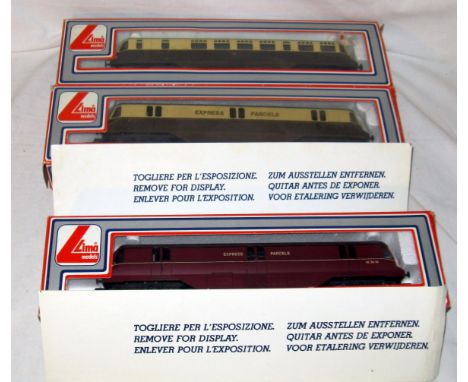 Lima
models
Lima
models
EXPRESS PARCELS
TOGLIERE PER L'ESPOSIZIONE.
REMOVE FOR DISPLAY.
ENLEVER POUR L'EXPOSITION.
ZUM AUSSTELLEN ENTFERNEN.
QUITAR ANTES DE EXPONER.
VOOR ETALERING VERWIJDEREN.
Lima
models
EXPRESS PARCELS
TOGLIERE PER L'ESPOSIZIONE.
REMOVE FOR DISPLAY.
ENLEVER POUR L'EXPOSITION.
ZUM AUSSTELLEN ENTFERNEN.
QUITAR ANTES DE EXPONER.
VOOR ETALERING VERWIJDEREN.